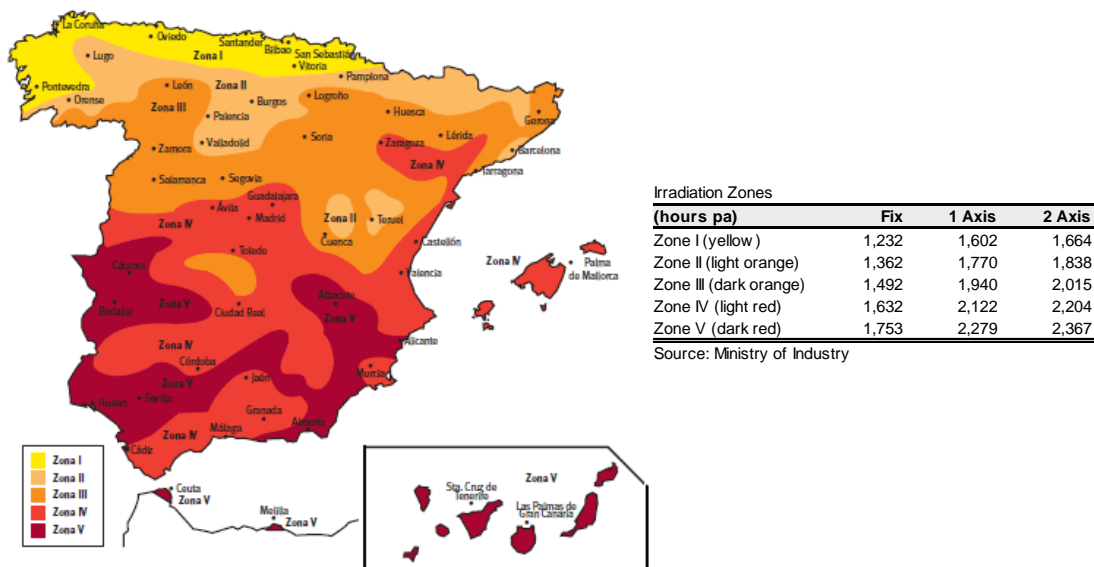 La Coruña
Oviedo
Santander
Bilbao
San Sebastián
Zona I
Vitoria
Lugo
Pamplona
Pontevedra
León
Zona II
Orense
Zona III
Burgos
Logroño
Huesca
Palencia
Gerona
Valladolid
Soria
Zaragoza
Lérida
Zamora
Barcelona
Zona IV
Tarragona
Salamanca
Segovia
Guadalajara
Ávila
Madrid
Zona IV
Zona II
Teruel
Cuenca
Toledo
Castellón
Cáceres
Valencia
Zona IV
Palma
de Mallorca
Badajoz
Zona V
Ciudad Real
Albacete
Zona V
Alicante
Zona IV
Córdoba
Murcia
Zona V
Jaén
Huelva
Sevilla
Granada
Almería
Zona IV
Málaga
Cádiz
Zona I
Zona II
Zona III
Zona IV
Zona V
Ceuta
Zona V
Melilla
Zona V
Zona V
Sta. Cruz de
Tenerife
Las Palmas de
Gran Canaria
Irradiation Zones
(hours pa) Fix 1 Axis 2 Axis
Zone I (yellow) 1,232 1,602 1,664
Zone II (light orange) 1,362 1,770 1,838
Zone III (dark orange) 1,492 1,940 2,015
Zone IV (light red) 1,632 2,122 2,204
Zone V (dark red) 1,753 2,279 2,367
Source: Ministry of Industry